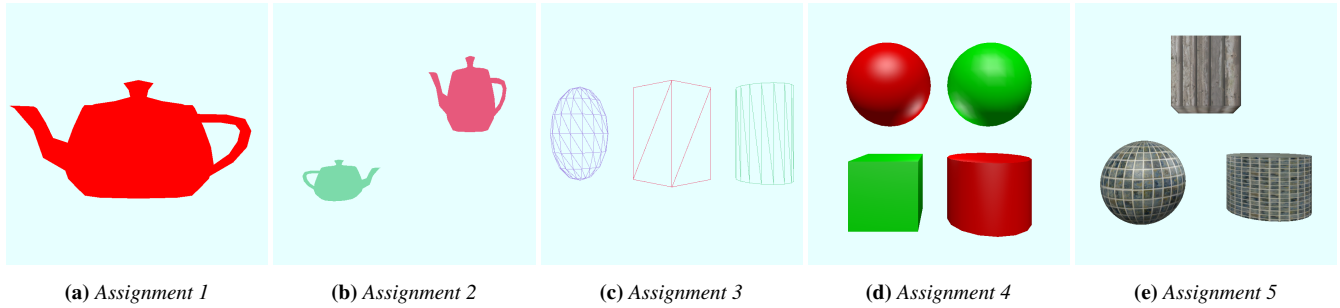 (a) Assignment 1
(b) Assignment 2
(c) Assignment 3
(d) Assignment 4
(e) Assignment 5